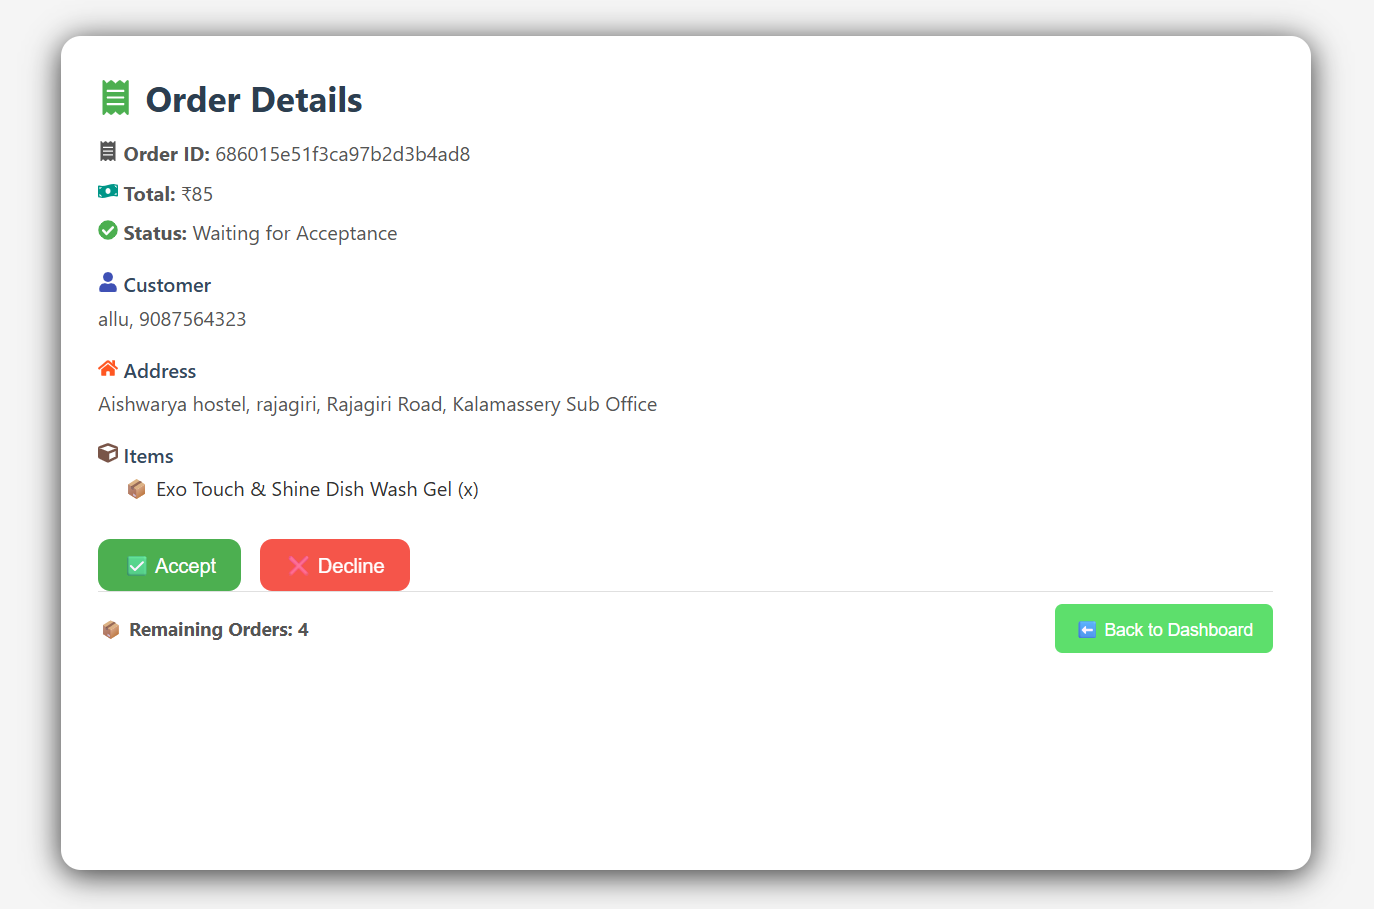 Order Details
Order ID: 686015e51f3ca97b2d3b4ad8
Total: ₹85
Status: Waiting for Acceptance
Customer
allu, 9087564323
Address
Aishwarya hostel, rajagiri, Rajagiri Road, Kalamassery Sub Office
Items
Exo Touch & Shine Dish Wash Gel (x)
Accept Decline
Remaining Orders: 4 Back to Dashboard